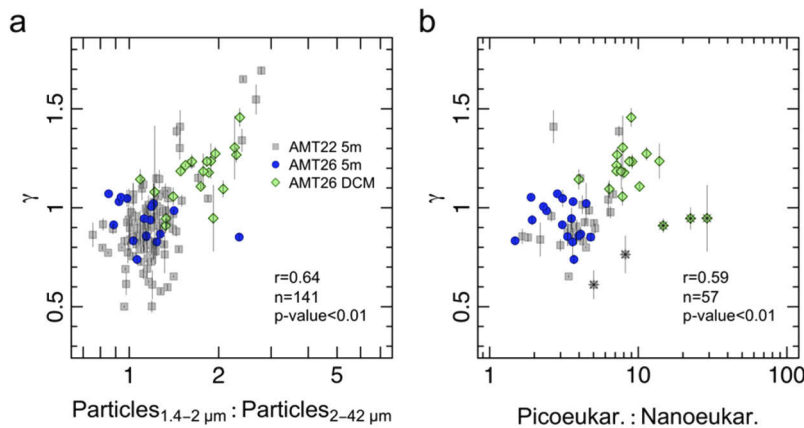 a
b
γ
1.5
1
0.5
1
2
5
AMT22 5m
AMT26 5m
AMT26 DCM
r=0.64
n=141
p-value<0.01
Particles1.4−2 µm : Particles2−42 µm
γ
1.5
1
0.5
1
10
100
r=0.59
n=57
p-value<0.01
Picoeukar. : Nanoeukar.